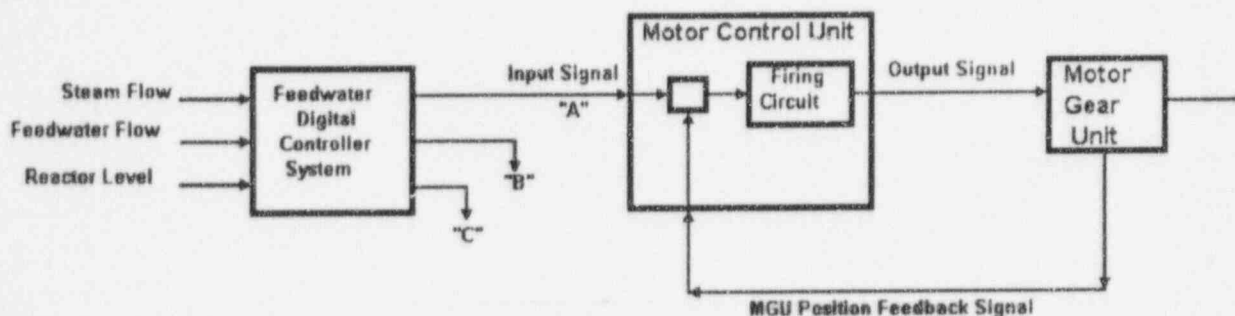 Motor Control Unit
Steam Flow
Feedwater Flow
Reactor Level
Feedwater
Digital
Controller
System
Input Signal
"A"
"B"
"C"
Firing
Circuit
Output Signal
Motor
Gear
Unit
MGU Position Feedback Signal